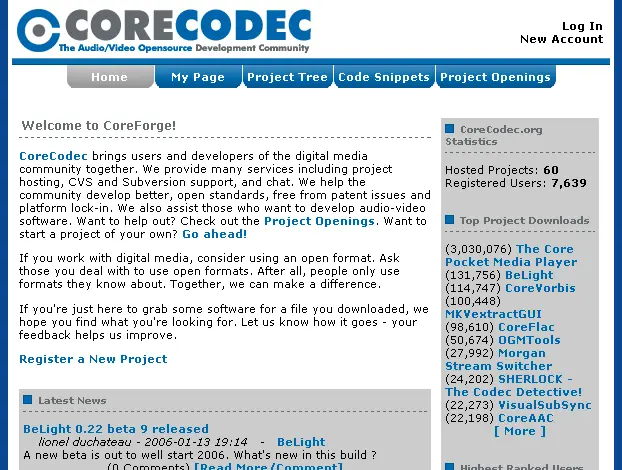 CORECODEC
The Audio/Video Opensource Development Community
Log In
New Account
Home
My Page
Project Tree
Code Snippets
Project Openings
Welcome to CoreForge!
CoreCodec brings users and developers of the digital media
community together. We provide many services including project
hosting, CVS and Subversion support, and chat. We help the
community develop better, open standards, free from patent issues and
platform lock-in. We also assist those who want to develop audio-video
software. Want to help out? Check out the Project Openings. Want to
start a project of your own? Go ahead!
If you work with digital media, consider using an open format. Ask
those you deal with to use open formats. After all, people only use
formats they know about. Together, we can make a difference.
If you're just here to grab some software for a file you downloaded, we
hope you find what you're looking for. Let us know how it goes - your
feedback helps us improve.
Register a New Project
Latest News
BeLight 0.22 beta 9 released
lionel duchateau - 2006-01-13 19:14 - BeLight
A new beta is out to well start 2006. What's new in this build ?
(0 Comments) [Read More/Comment]
CoreCodec.org
Statistics
Hosted Projects: 60
Registered Users: 7,639
Top Project Downloads
(3,030,076) The Core
Pocket Media Player
(131,756) BeLight
(114,747) CoreVorbis
(100,448)
MKVextractGUI
(98,610) CoreFlac
(50,674) OGMTools
(27,992) Morgan
Stream Switcher
(24,202) SHERLOCK -
The Codec Detective!
(22,273) VisualSubSync
(22,198) CoreAAC
[ More ]
Highest Ranked Users